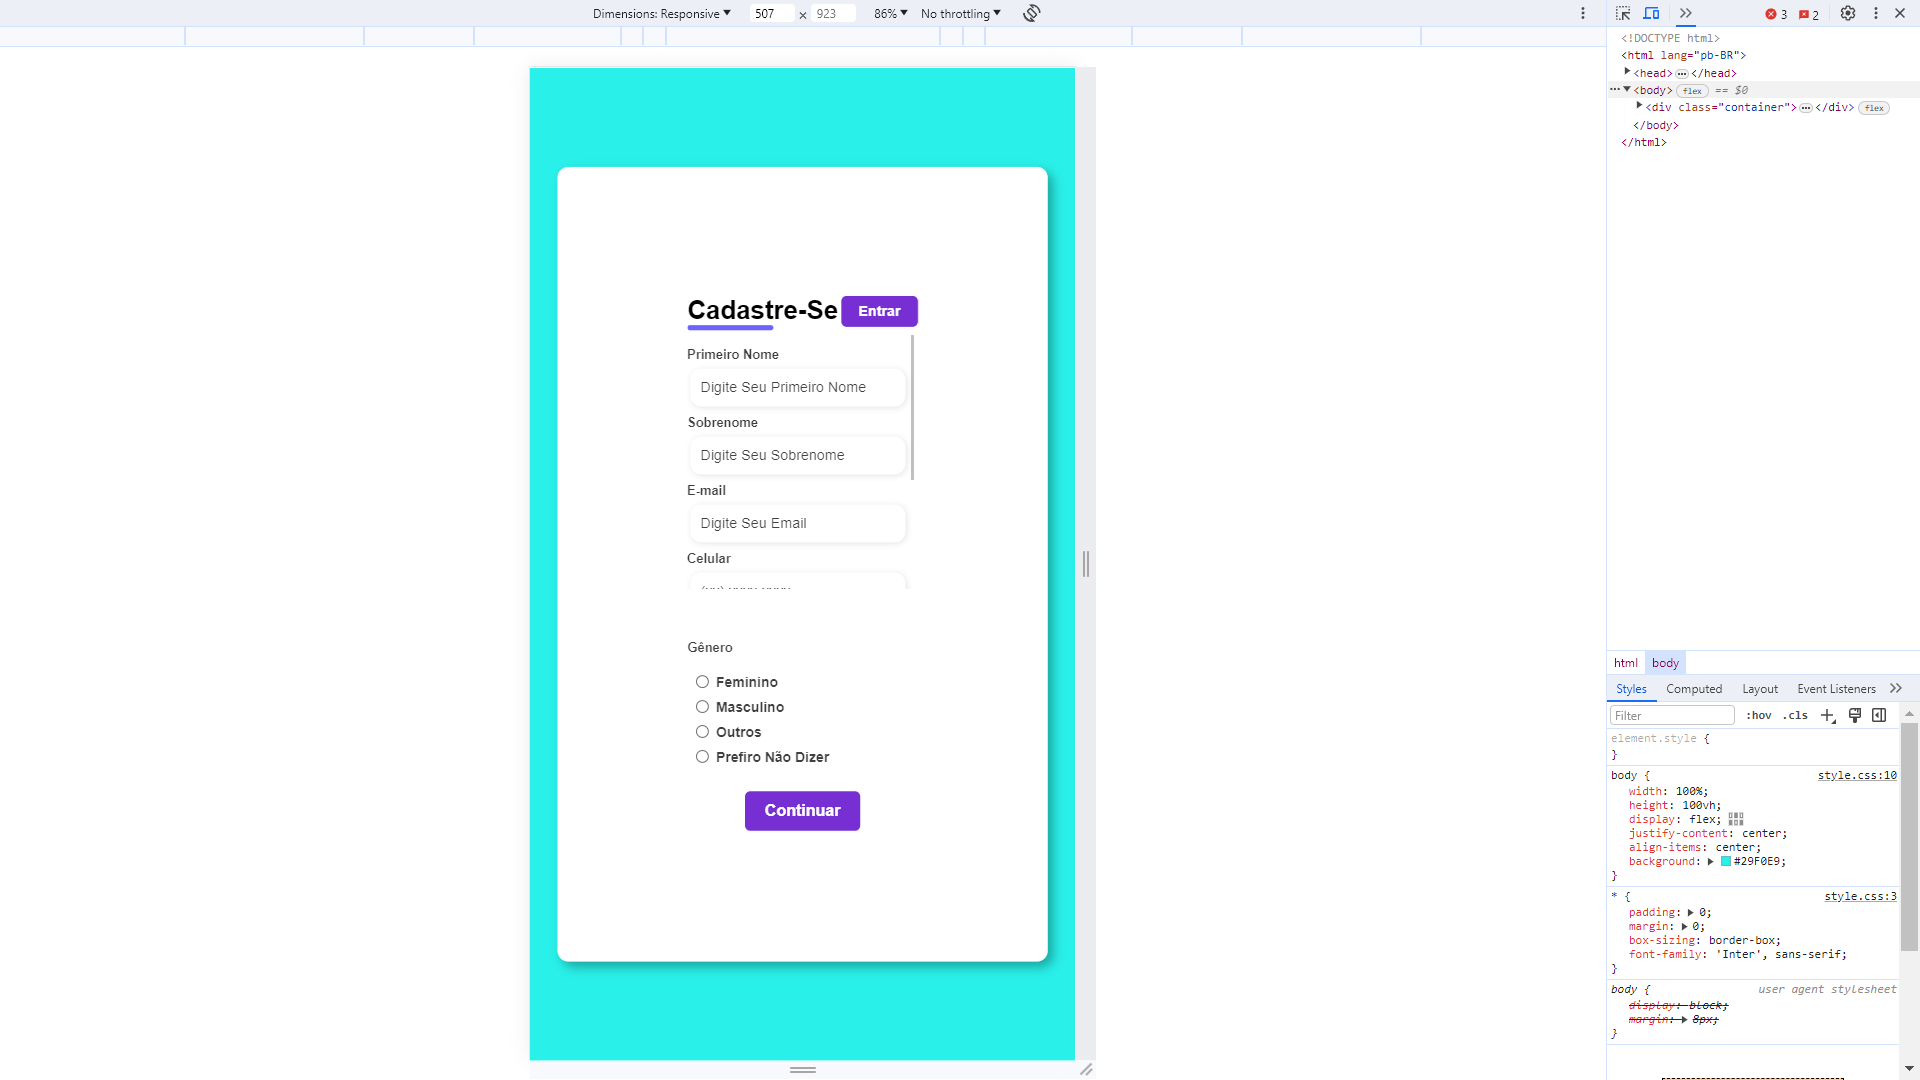 Dimensions: Responsive ▼ 507 × 923 86% ▼ No throttling ▼
3 2
Cadastre-Se Entrar
Primeiro Nome
Digite Seu Primeiro Nome
Sobrenome
Digite Seu Sobrenome
E-mail
Digite Seu Email
Celular
Gênero
Feminino
Masculino
Outros
Prefiro Não Dizer
Continuar
<!DOCTYPE html>
<html lang="pb-BR">
<head> ••• </head>
••• <body> flex == $0
<div class="container"> ••• </div> flex
</body>
</html>
html body
Styles Computed Layout Event Listeners
Filter :hov .cls
element.style {
}
body { style.css:10
width: 100%;
height: 100vh;
display: flex;
justify-content: center;
align-items: center;
background: #29F0E9;
}
* { style.css:3
padding: 0;
margin: 0;
box-sizing: border-box;
font-family: 'Inter', sans-serif;
}
body { user agent stylesheet
display: block;
margin: 8px;
}